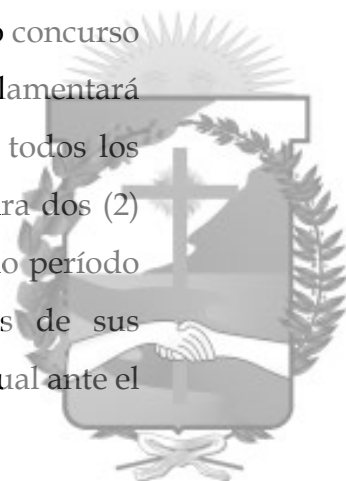 concurso
lamentará
todos los
ra dos (2)
o período
s de sus
ual ante el